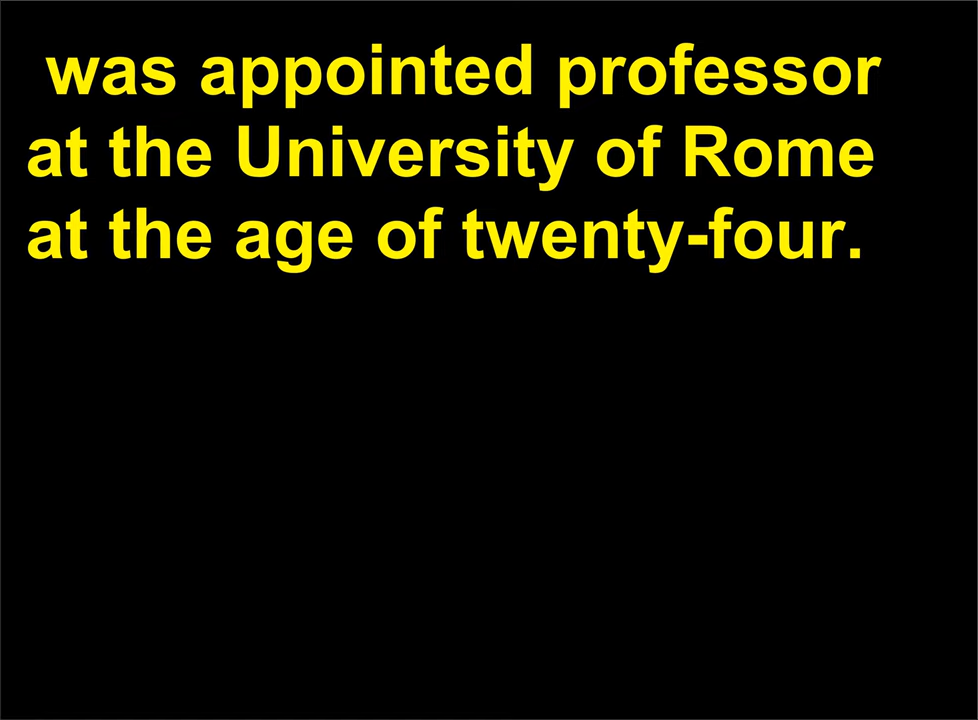 was appointed professor
at the University of Rome
at the age of twenty-four.